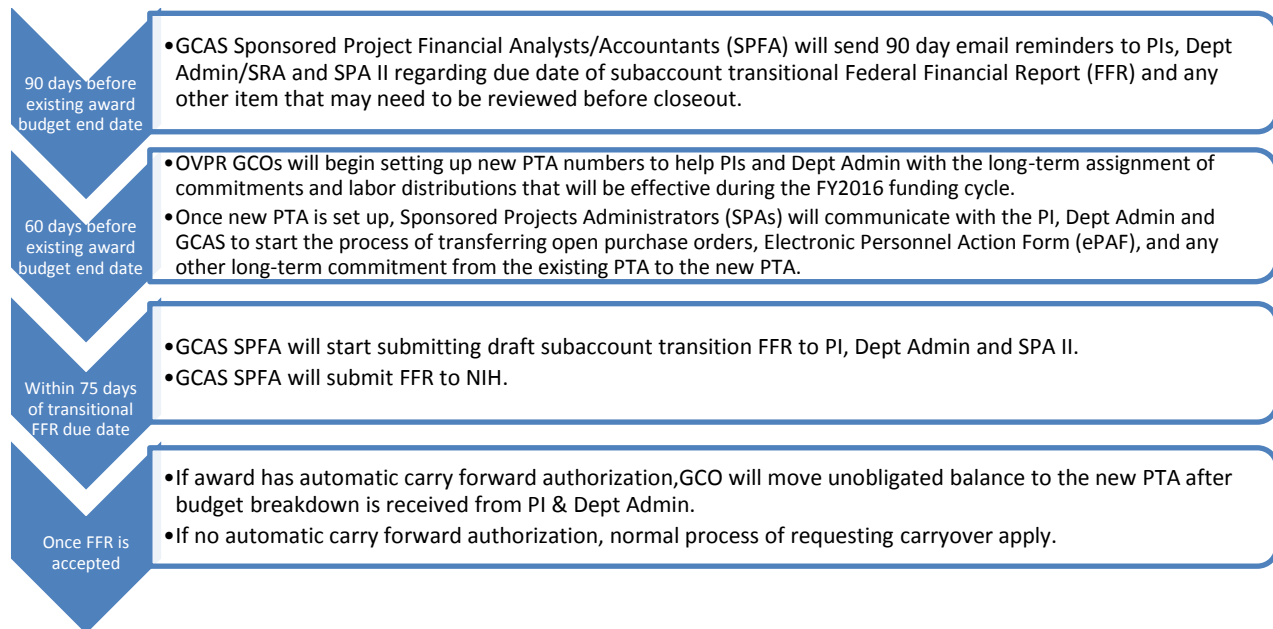 90 days before
existing award
budget end date
•GCAS Sponsored Project Financial Analysts/Accountants (SPFA) will send 90 day email reminders to PIs, Dept
Admin/SRA and SPA II regarding due date of subaccount transitional Federal Financial Report (FFR) and any
other item that may need to be reviewed before closeout.
60 days before
existing award
budget end date
•OVPR GCOs will begin setting up new PTA numbers to help PIs and Dept Admin with the long-term assignment of
commitments and labor distributions that will be effective during the FY2016 funding cycle.
•Once new PTA is set up, Sponsored Projects Administrators (SPAs) will communicate with the PI, Dept Admin and
GCAS to start the process of transferring open purchase orders, Electronic Personnel Action Form (ePAF), and any
other long-term commitment from the existing PTA to the new PTA.
Within 75 days
of transitional
FFR due date
•GCAS SPFA will start submitting draft subaccount transition FFR to PI, Dept Admin and SPA II.
•GCAS SPFA will submit FFR to NIH.
Once FFR is
accepted
•If award has automatic carry forward authorization,GCO will move unobligated balance to the new PTA after
budget breakdown is received from PI & Dept Admin.
•If no automatic carry forward authorization, normal process of requesting carryover apply.